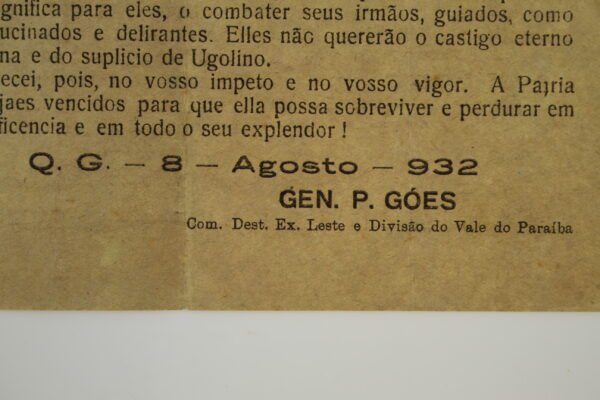 gnifica para eles, o combater seus irmãos, guiados, como
ucinados e delirantes. Elles não quererão o castigo eterno
na e do suplicio de Ugolino.
ecei, pois, no vosso impeto e no vosso vigor. A Patria
jaes vencidos para que ella possa sobreviver e perdurar em
ficencia e em todo o seu explendor !
Q. G. — 8 — Agosto — 932
GEN. P. GÓES
Com. Dest. Ex. Leste e Divisão do Vale do Paraíba